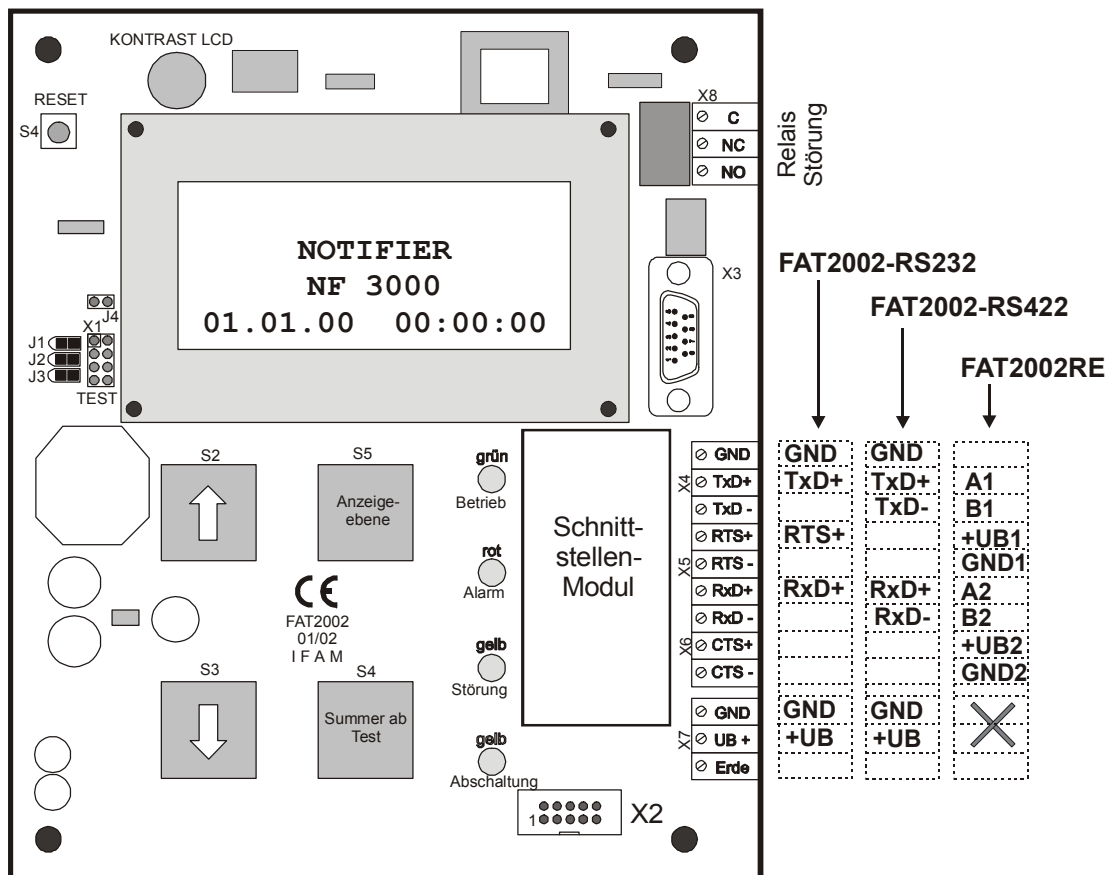 KONTRAST LCD
RESET
S4
X8
C
NC
NO
Relais
Störung
NOTIFIER
NF 3000
01.01.00 00:00:00
X3
J4
X1
J1
J2
J3
TEST
FAT2002-RS232
FAT2002-RS422
FAT2002RE
S2
S5
Anzeige-
ebene
grün
Betrieb
rot
Alarm
CE
FAT2002
01/02
I F A M
gelb
Störung
S3
S4
Summer ab
Test
gelb
Abschaltung
Schnitt-
stellen-
Modul
X4
X5
X6
X7
GND
TxD+
TxD -
RTS+
RTS -
RxD+
RxD -
CTS+
CTS -
GND
UB +
Erde
GND
TxD+
RTS+
RxD+
GND
+UB
GND
TxD+
TxD-
RxD+
RxD-
GND
+UB
A1
B1
+UB1
GND1
A2
B2
+UB2
GND2
1
X2